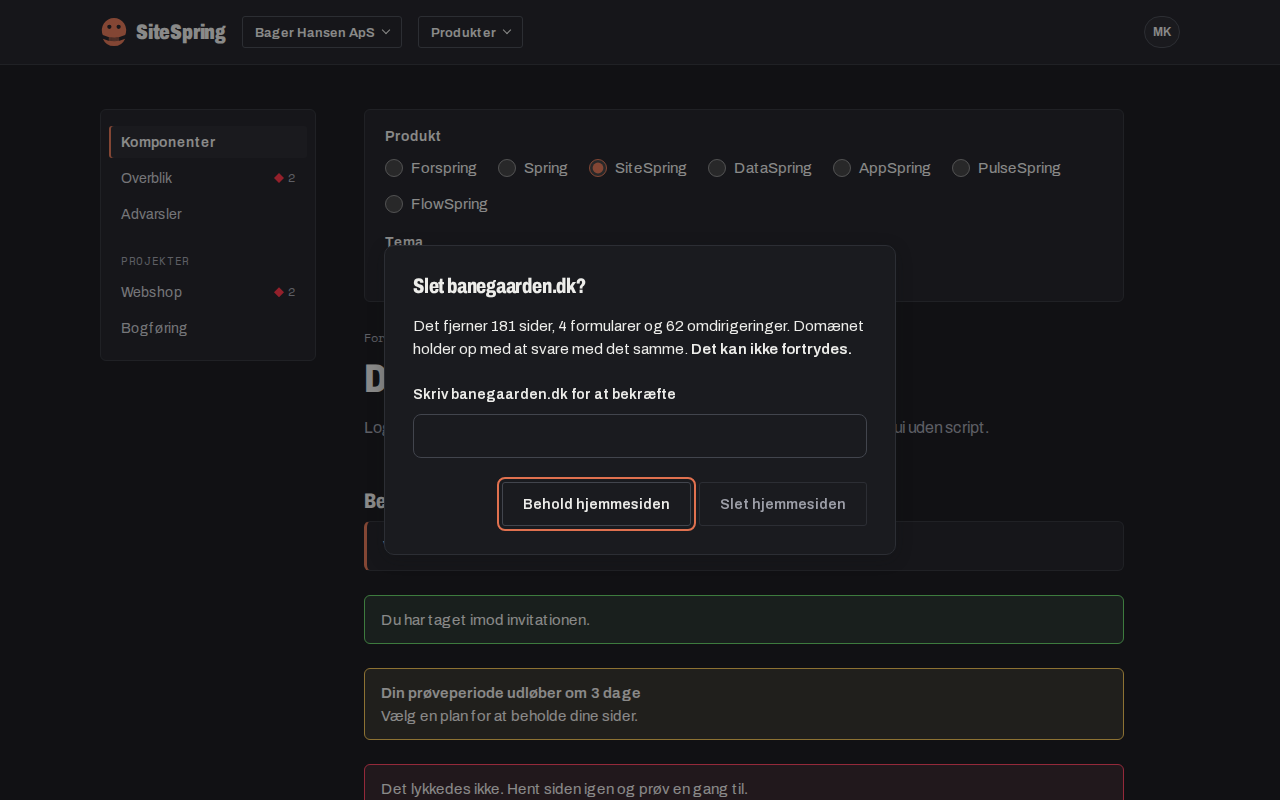 SiteSpring
Bager Hansen ApS
Produkter
MK
Komponenter
Overblik
2
Advarsler
PROJEKTER
Webshop
2
Bogføring
Produkt
Forspring
Spring
SiteSpring
DataSpring
AppSpring
PulseSpring
FlowSpring
Tema
Slet banegaarden.dk?
Det fjerner 181 sider, 4 formularer og 62 omdirigeringer. Domænet
holder op med at svare med det samme. Det kan ikke fortrydes.
Skriv banegaarden.dk for at bekræfte
Behold hjemmesiden
Slet hjemmesiden
uden script.
Du har taget imod invitationen.
Din prøveperiode udløber om 3 dage
Vælg en plan for at beholde dine sider.
Det lykkedes ikke. Hent siden igen og prøv en gang til.